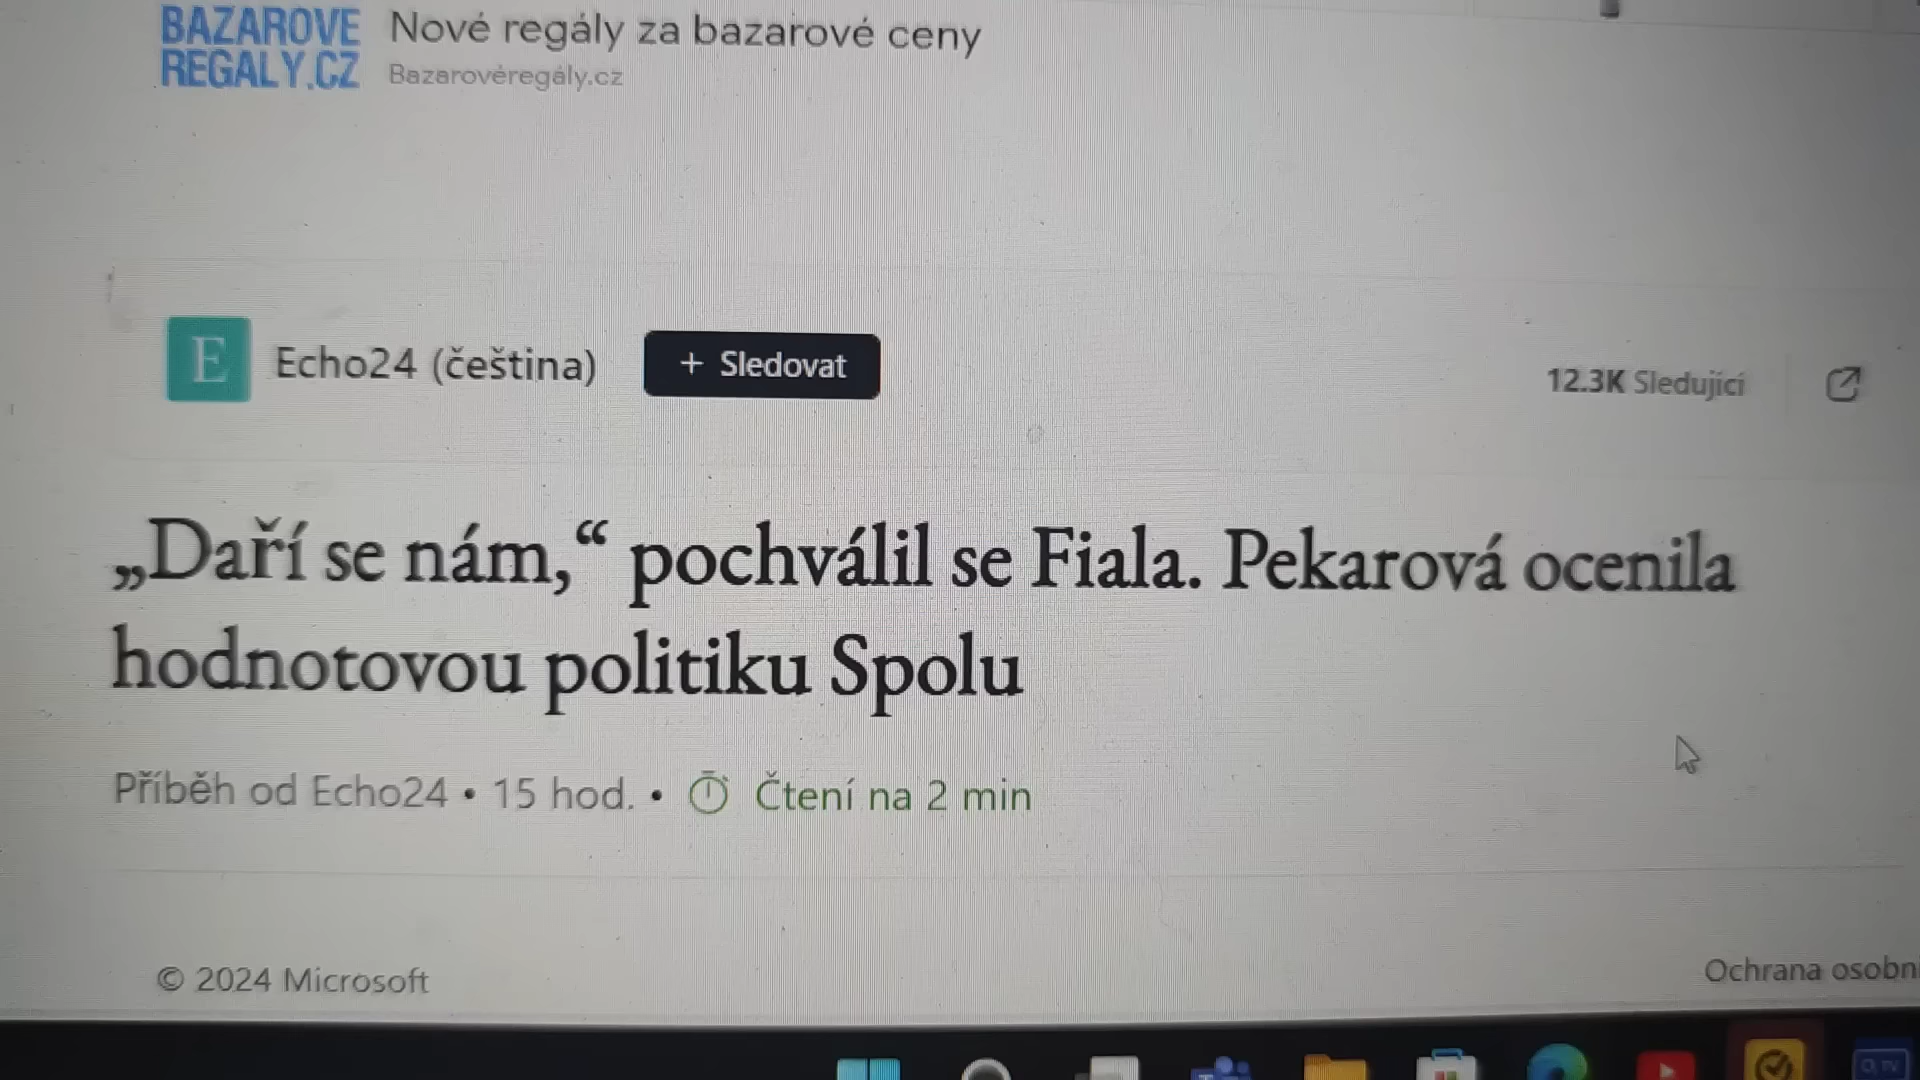 BAZAROVE
REGALY.CZ
Nové regály za bazarové ceny
Bazarovéregály.cz
E
Echo24 (čeština)
+ Sledovat
12.3K Sledující
„Daří se nám,“ pochválil se Fiala. Pekarová ocenila
hodnotovou politiku Spolu
Příběh od Echo24 • 15 hod. • Čtení na 2 min
© 2024 Microsoft
Ochrana osobn